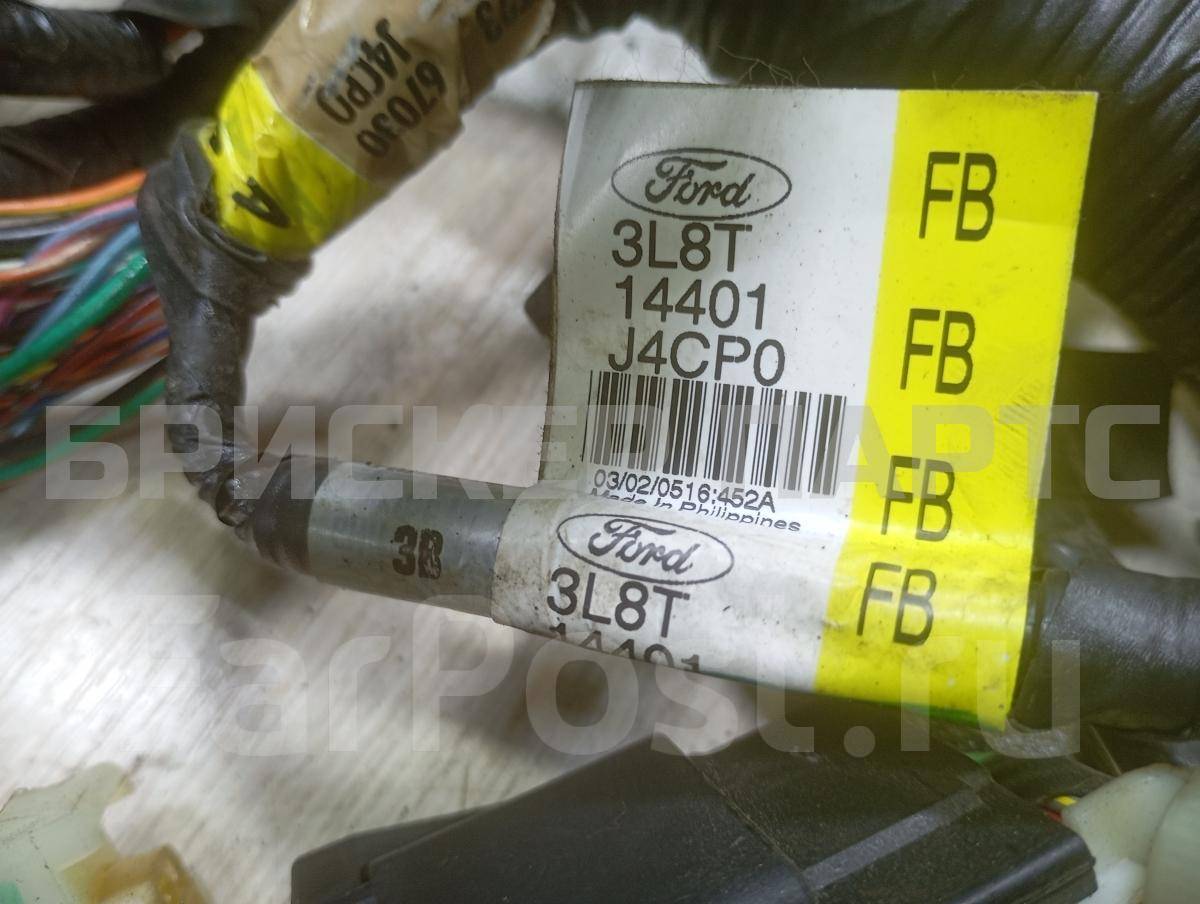 67030
J4CP0
A
Ford
3L8T
14401
J4CP0
03/02/0516:452A
Made In Philippines
FB
FB
FB
FB
3B
Ford
3L8T
14401
БРИСКЕР ПАРТС
FarPost.ru